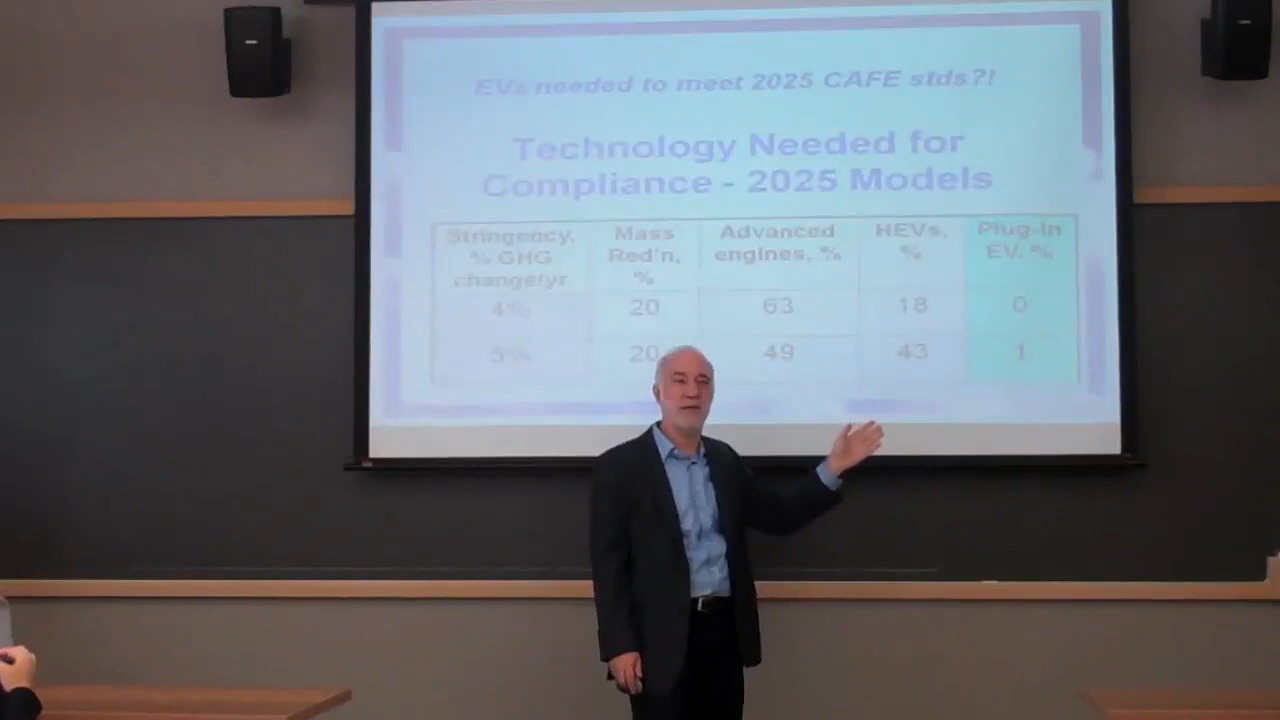 EVs needed to meet 2025 CAFE stds?!
Technology Needed for
Compliance - 2025 Models
Stringency, % GHG change/yr | Mass Red'n, % | Advanced engines, % | HEVs, % | Plug-in EV, %
4% | 20 | 63 | 18 | 0
5% | 20 | 49 | 43 | 1